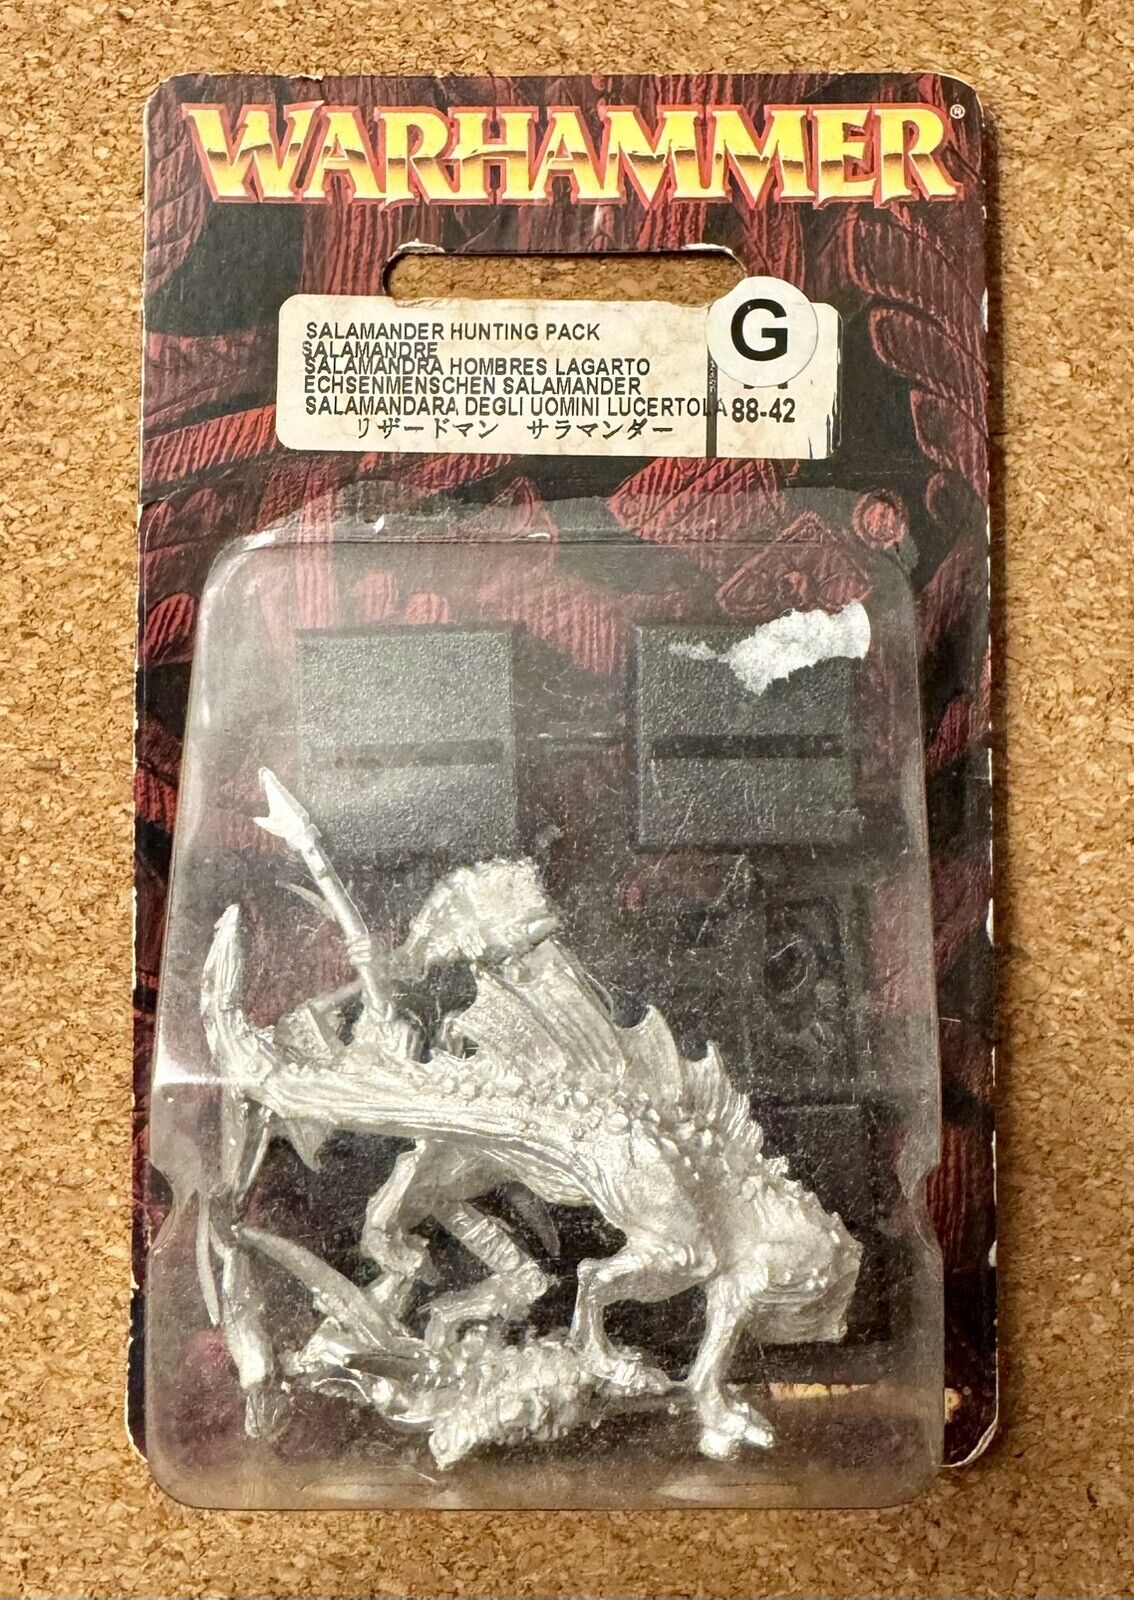 WARHAMMER®
SALAMANDER HUNTING PACK
SALAMANDRE
SALAMANDRA HOMBRES LAGARTO
ECHSENMENSCHEN SALAMANDER
SALAMANDARA DEGLI UOMINI LUCERTOLA 88-42
リザードマン サラマンダー
G